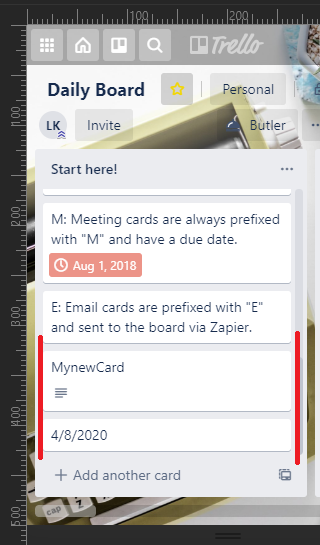 100 200
Trello
Daily Board Personal
LK Invite Butler
Start here!
M: Meeting cards are always prefixed
with "M" and have a due date.
Aug 1, 2018
E: Email cards are prefixed with "E"
and sent to the board via Zapier.
MynewCard
4/8/2020
+ Add another card
100
200
300
400
500
cap